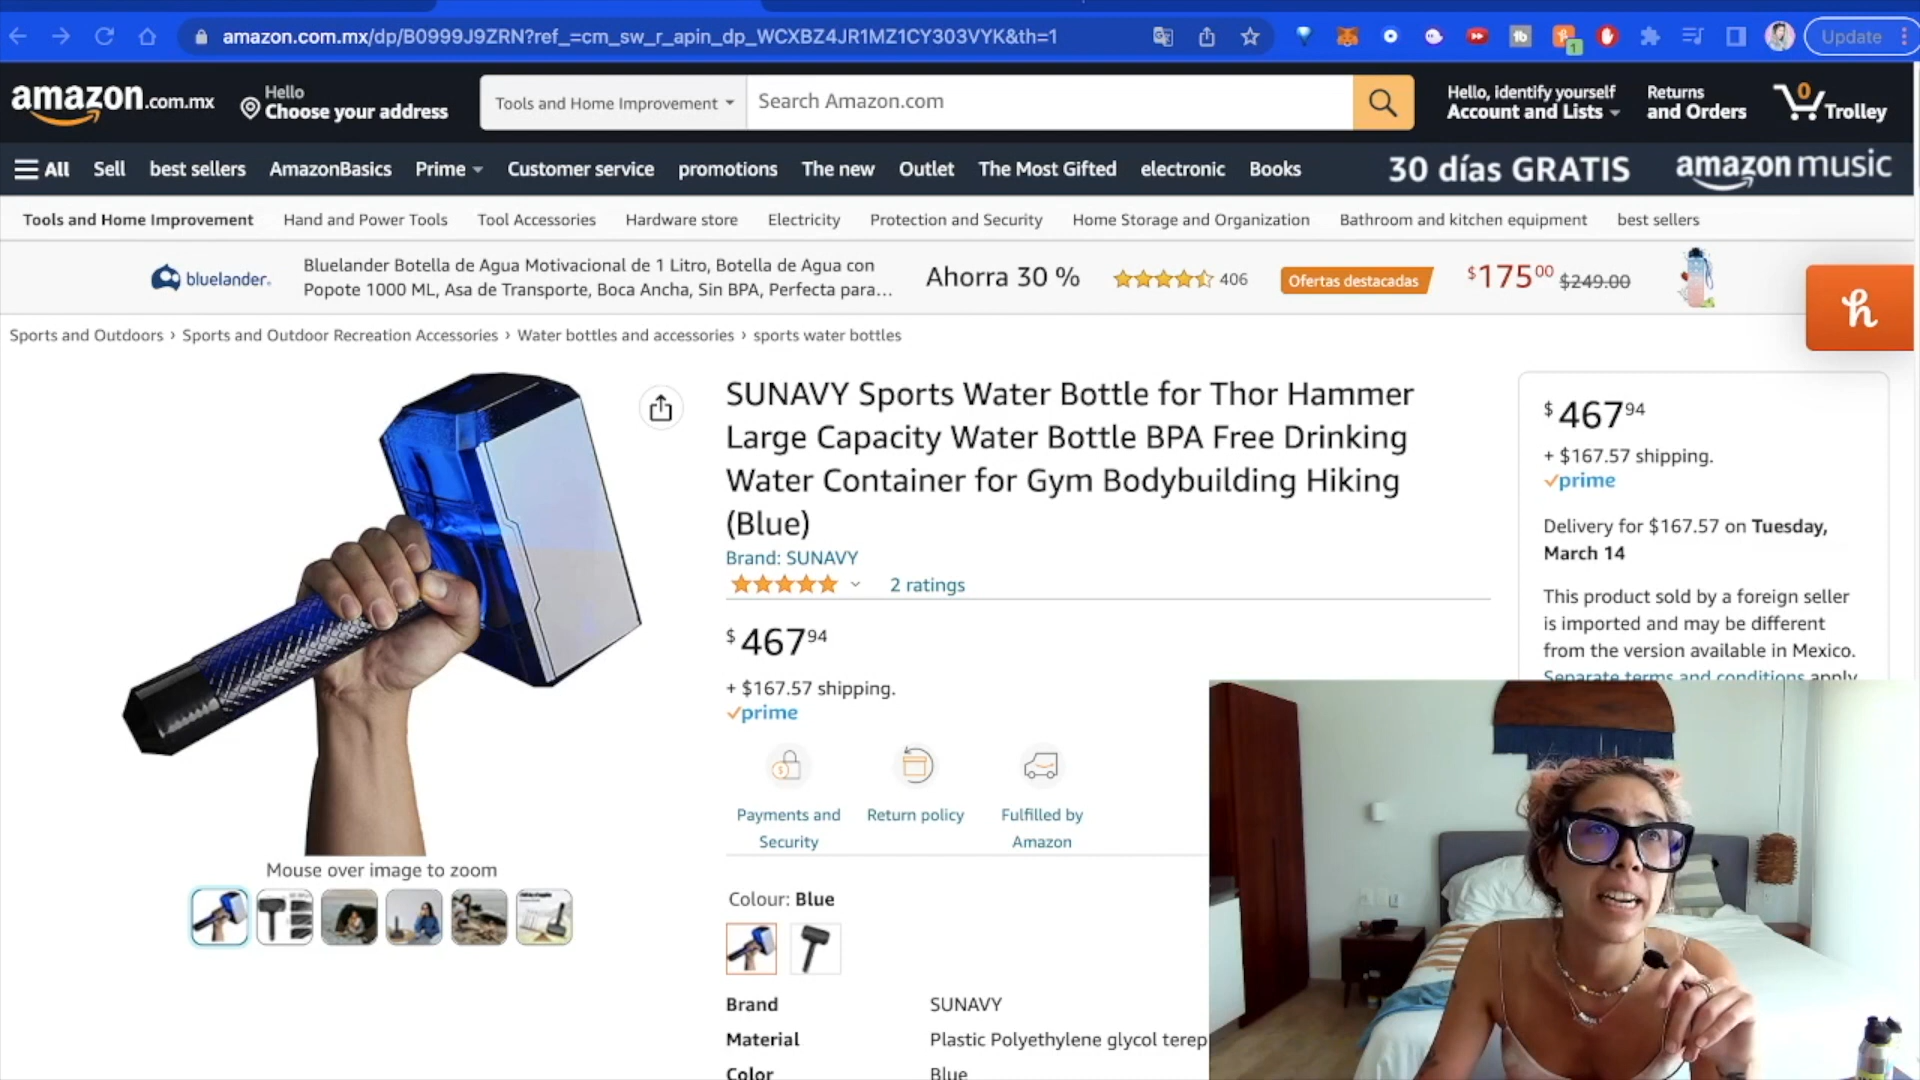 amazon.com.mx/dp/B0999J9ZRN?ref_=cm_sw_r_apin_dp_WCXBZ4JR1MZ1CY303VYK&th=1
1
Update
amazon.com.mx
Hello
Choose your address
Tools and Home Improvement
Search Amazon.com
Hello, identify yourself
Account and Lists
Returns
and Orders
0
Trolley
All
Sell
best sellers
AmazonBasics
Prime
Customer service
promotions
The new
Outlet
The Most Gifted
electronic
Books
30 días GRATIS
amazon music
Tools and Home Improvement
Hand and Power Tools
Tool Accessories
Hardware store
Electricity
Protection and Security
Home Storage and Organization
Bathroom and kitchen equipment
best sellers
bluelander.
Bluelander Botella de Agua Motivacional de 1 Litro, Botella de Agua con
Popote 1000 ML, Asa de Transporte, Boca Ancha, Sin BPA, Perfecta para...
Ahorra 30 %
406
Ofertas destacadas
$17500
$249.00
h
Sports and Outdoors › Sports and Outdoor Recreation Accessories › Water bottles and accessories › sports water bottles
SUNAVY Sports Water Bottle for Thor Hammer
Large Capacity Water Bottle BPA Free Drinking
Water Container for Gym Bodybuilding Hiking
(Blue)
Brand: SUNAVY
2 ratings
$46794
+ $167.57 shipping.
prime
Payments and
Security
Return policy
Fulfilled by
Amazon
Mouse over image to zoom
Colour: Blue
Brand
SUNAVY
Material
Plastic Polyethylene glycol terep
Color
Blue
$46794
+ $167.57 shipping.
prime
Delivery for $167.57 on Tuesday,
March 14
This product sold by a foreign seller
is imported and may be different
from the version available in Mexico.
Separate terms and conditions apply